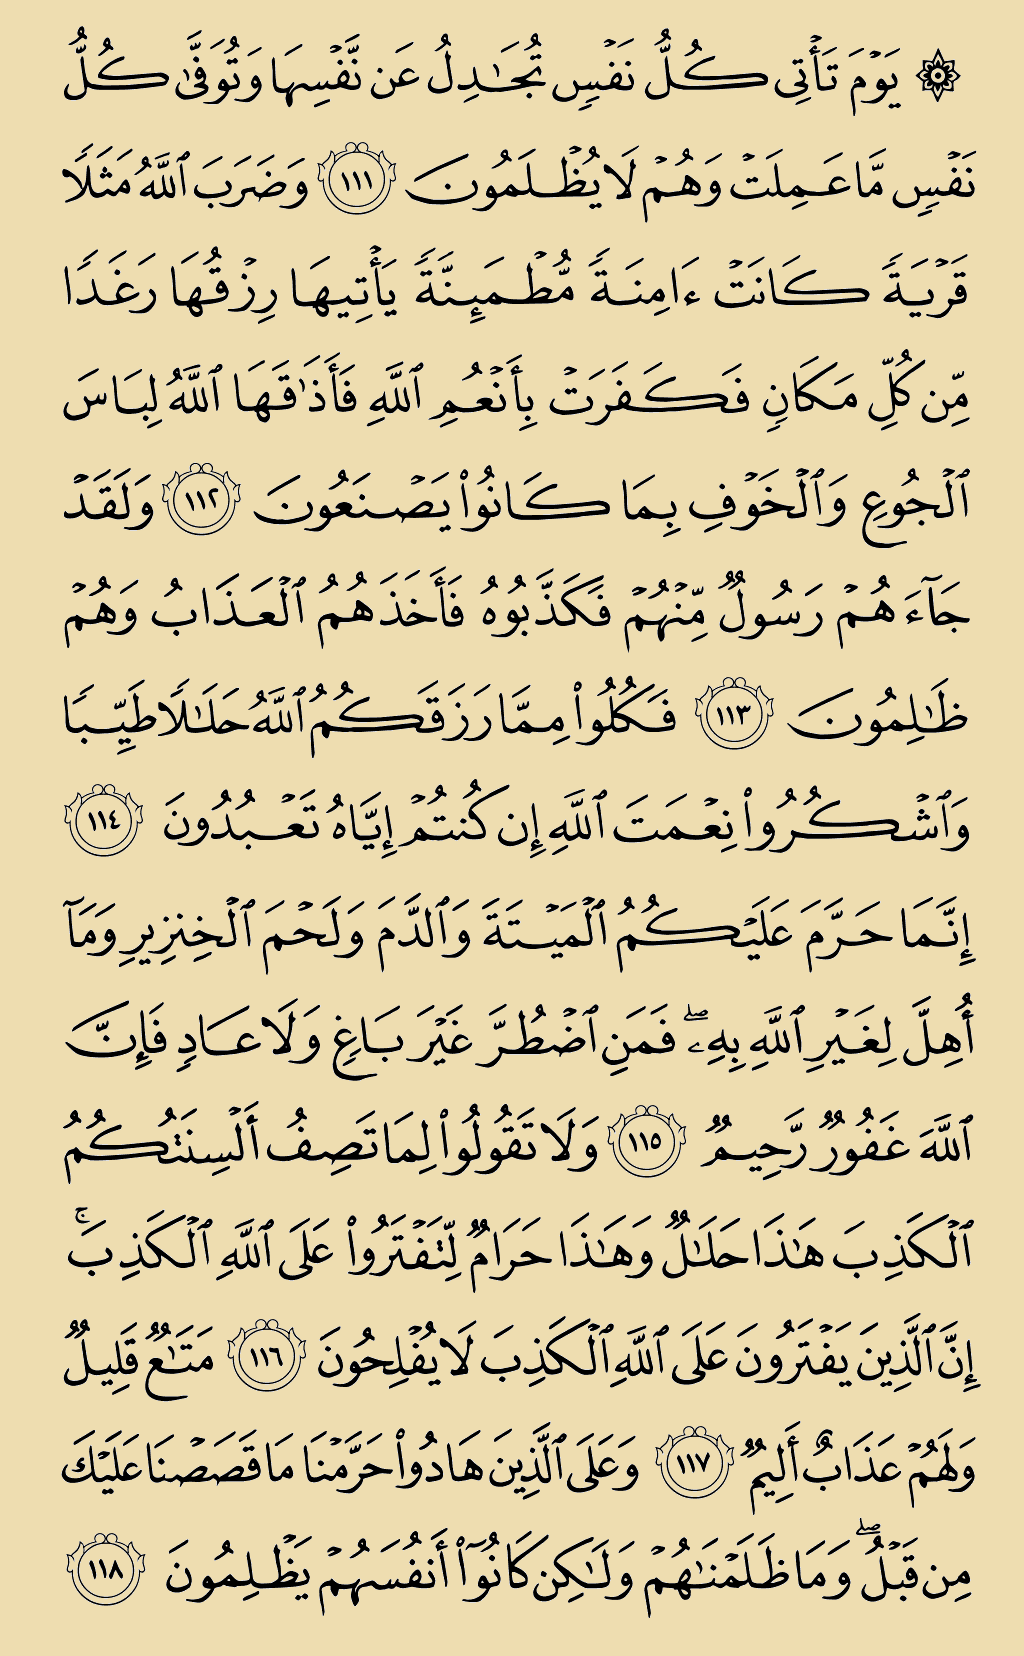 ۞ يَوْمَ تَأْتِى كُلُّ نَفْسٍ تُجَٰدِلُ عَن نَّفْسِهَا وَتُوَفَّىٰ كُلُّ
نَفْسٍ مَّا عَمِلَتْ وَهُمْ لَا يُظْلَمُونَ ١١١ وَضَرَبَ ٱللَّهُ مَثَلًا
قَرْيَةً كَانَتْ ءَامِنَةً مُّطْمَئِنَّةً يَأْتِيهَا رِزْقُهَا رَغَدًا
مِّن كُلِّ مَكَانٍ فَكَفَرَتْ بِأَنْعُمِ ٱللَّهِ فَأَذَٰقَهَا ٱللَّهُ لِبَاسَ
ٱلْجُوعِ وَٱلْخَوْفِ بِمَا كَانُوا۟ يَصْنَعُونَ ١١٢ وَلَقَدْ
جَآءَهُمْ رَسُولٌ مِّنْهُمْ فَكَذَّبُوهُ فَأَخَذَهُمُ ٱلْعَذَابُ وَهُمْ
ظَٰلِمُونَ ١١٣ فَكُلُوا۟ مِمَّا رَزَقَكُمُ ٱللَّهُ حَلَٰلًا طَيِّبًا
وَٱشْكُرُوا۟ نِعْمَتَ ٱللَّهِ إِن كُنتُمْ إِيَّاهُ تَعْبُدُونَ ١١٤
إِنَّمَا حَرَّمَ عَلَيْكُمُ ٱلْمَيْتَةَ وَٱلدَّمَ وَلَحْمَ ٱلْخِنزِيرِ وَمَآ
أُهِلَّ لِغَيْرِ ٱللَّهِ بِهِۦ ۖ فَمَنِ ٱضْطُرَّ غَيْرَ بَاغٍ وَلَا عَادٍ فَإِنَّ
ٱللَّهَ غَفُورٌ رَّحِيمٌ ١١٥ وَلَا تَقُولُوا۟ لِمَا تَصِفُ أَلْسِنَتُكُمُ
ٱلْكَذِبَ هَٰذَا حَلَٰلٌ وَهَٰذَا حَرَامٌ لِّتَفْتَرُوا۟ عَلَى ٱللَّهِ ٱلْكَذِبَ ۚ
إِنَّ ٱلَّذِينَ يَفْتَرُونَ عَلَى ٱللَّهِ ٱلْكَذِبَ لَا يُفْلِحُونَ ١١٦ مَتَٰعٌ قَلِيلٌ
وَلَهُمْ عَذَابٌ أَلِيمٌ ١١٧ وَعَلَى ٱلَّذِينَ هَادُوا۟ حَرَّمْنَا مَا قَصَصْنَا عَلَيْكَ
مِن قَبْلُ ۖ وَمَا ظَلَمْنَٰهُمْ وَلَٰكِن كَانُوٓا۟ أَنفُسَهُمْ يَظْلِمُونَ ١١٨